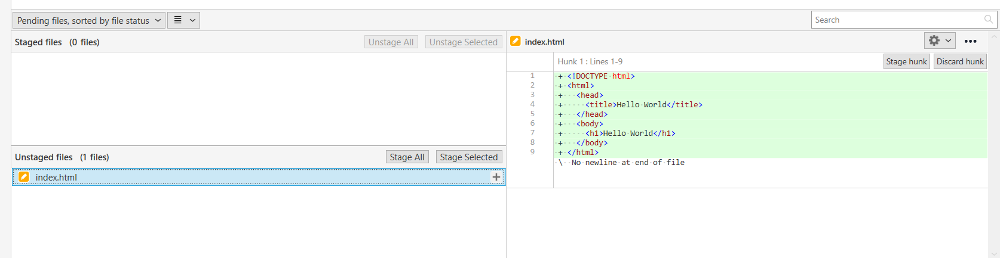 Pending files, sorted by file status
Search
Staged files (0 files)
Unstage All
Unstage Selected
index.html
Hunk 1 : Lines 1-9
Stage hunk
Discard hunk
1 + <!DOCTYPE html>
2 + <html>
3 +   <head>
4 +     <title>Hello World</title>
5 +   </head>
6 +   <body>
7 +     <h1>Hello World</h1>
8 +   </body>
9 + </html>
\  No newline at end of file
Unstaged files (1 files)
Stage All
Stage Selected
index.html